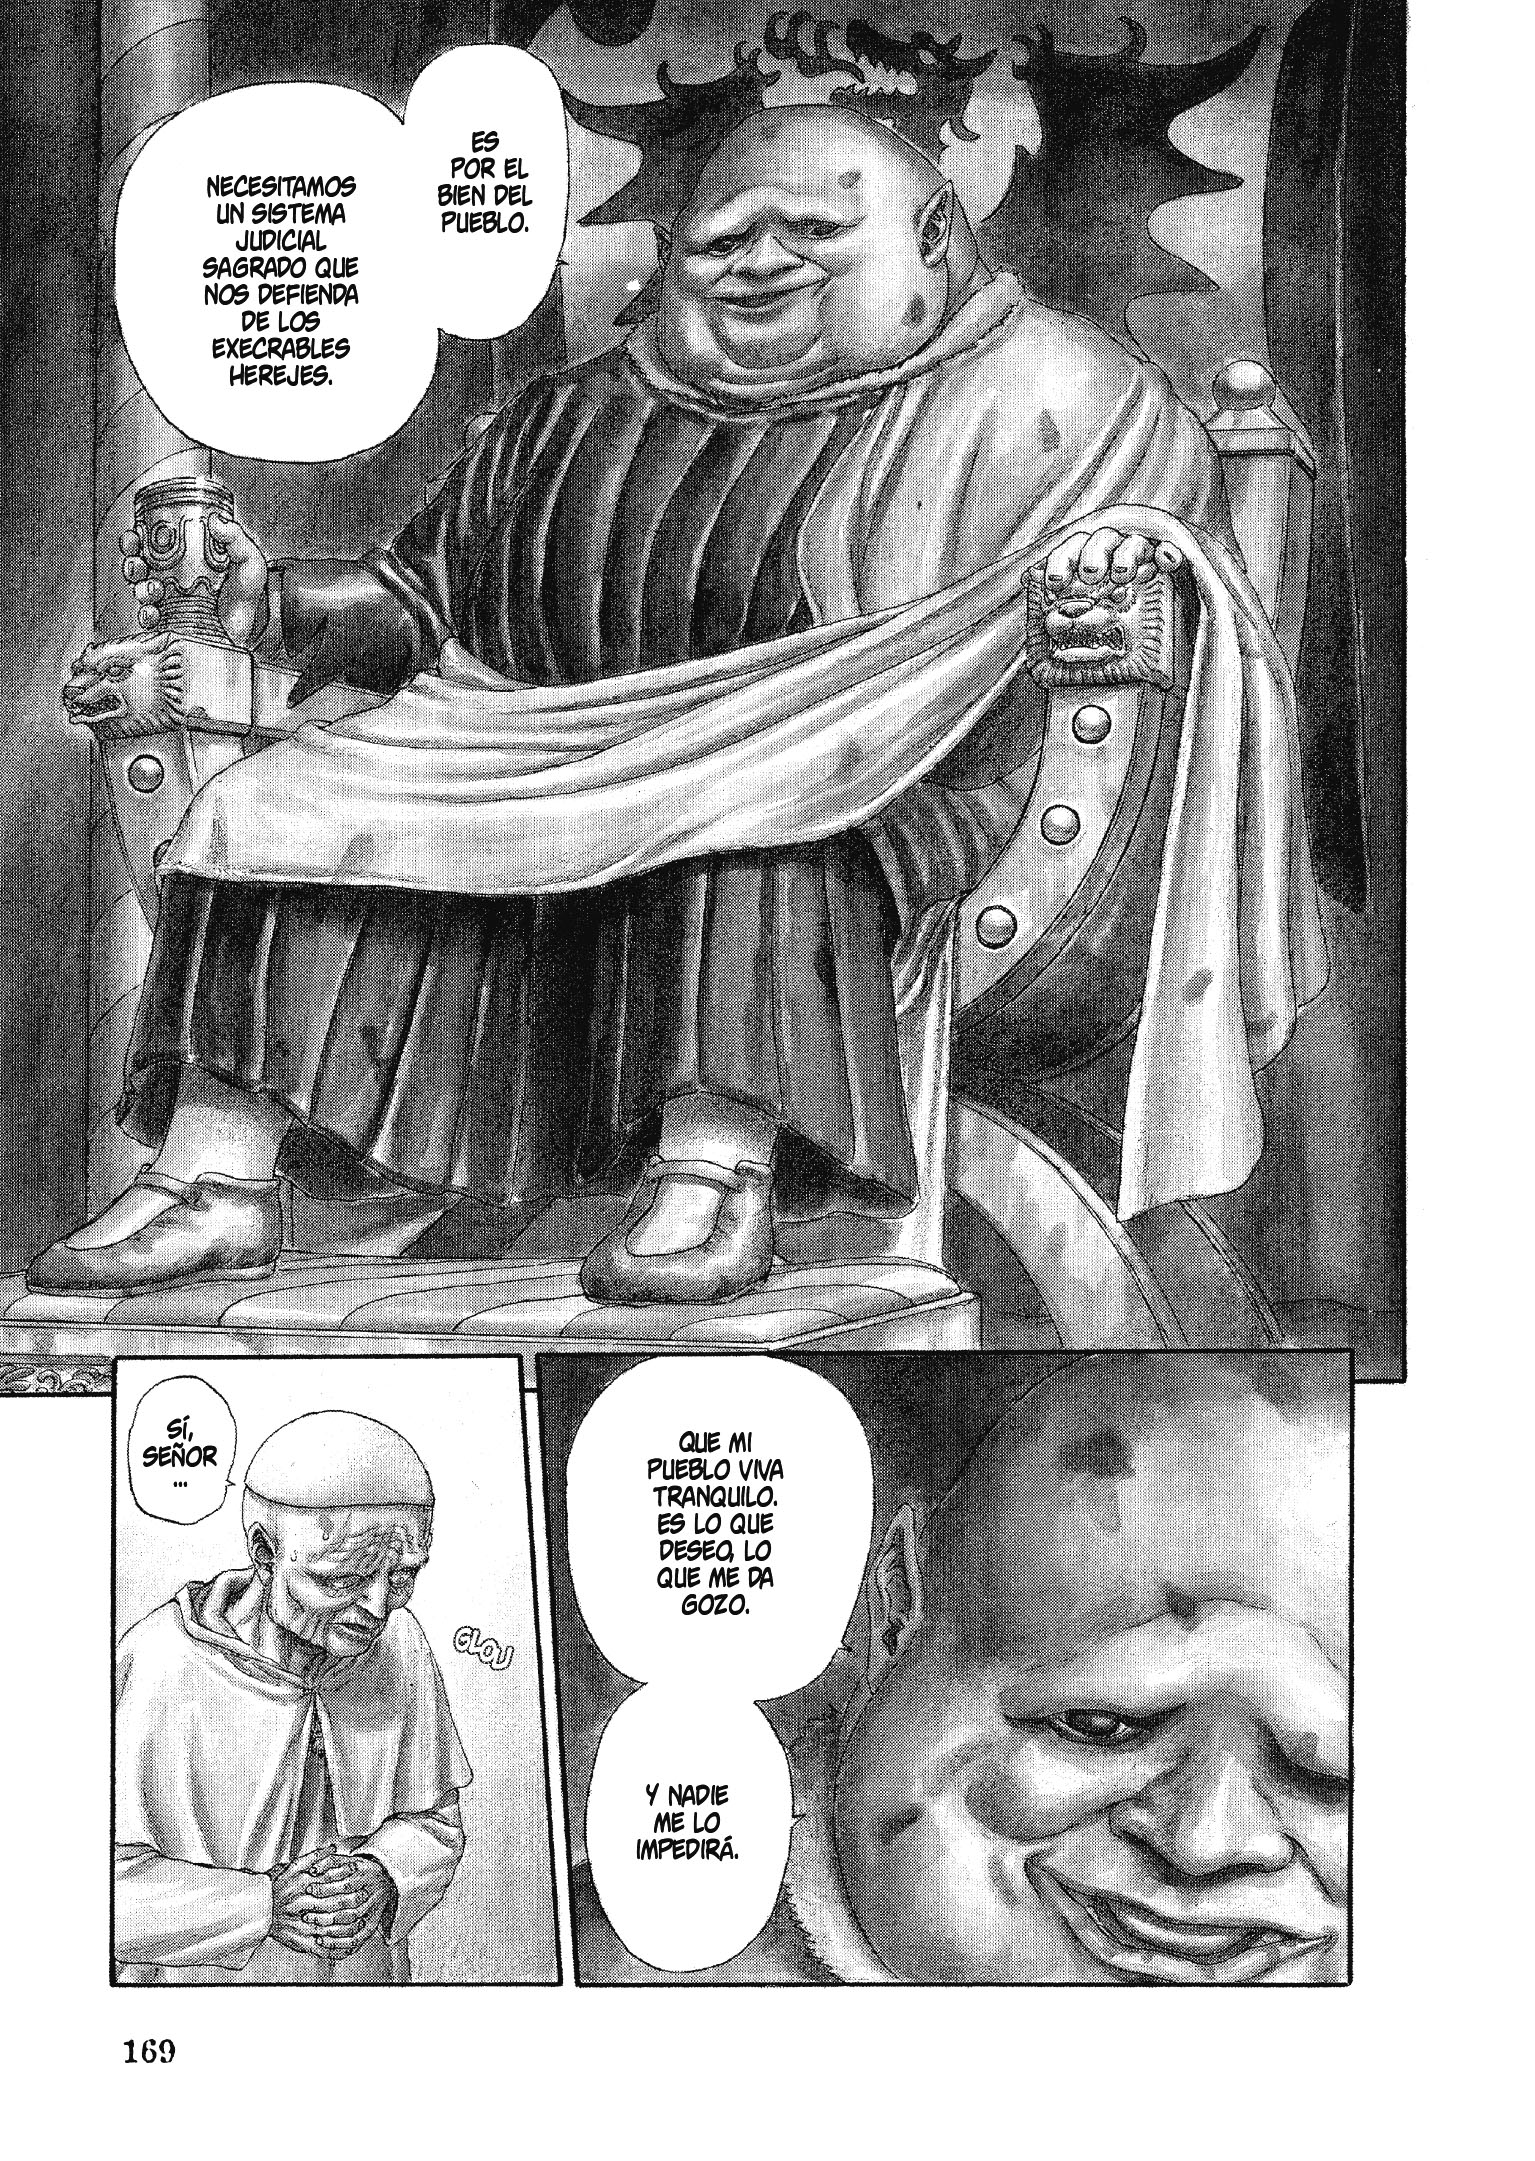 ES
POR EL
BIEN DEL
PUEBLO.
NECESITAMOS
UN SISTEMA
JUDICIAL
SAGRADO QUE
NOS DEFIENDA
DE LOS
EXECRABLES
HEREJES.
QUE MI
PUEBLO VIVA
TRANQUILO.
ES LO QUE
DESEO, LO
QUE ME DA
GOZO.
Y NADIE
ME LO
IMPEDIRÁ.
SÍ,
SEÑOR
...
GLOU
169